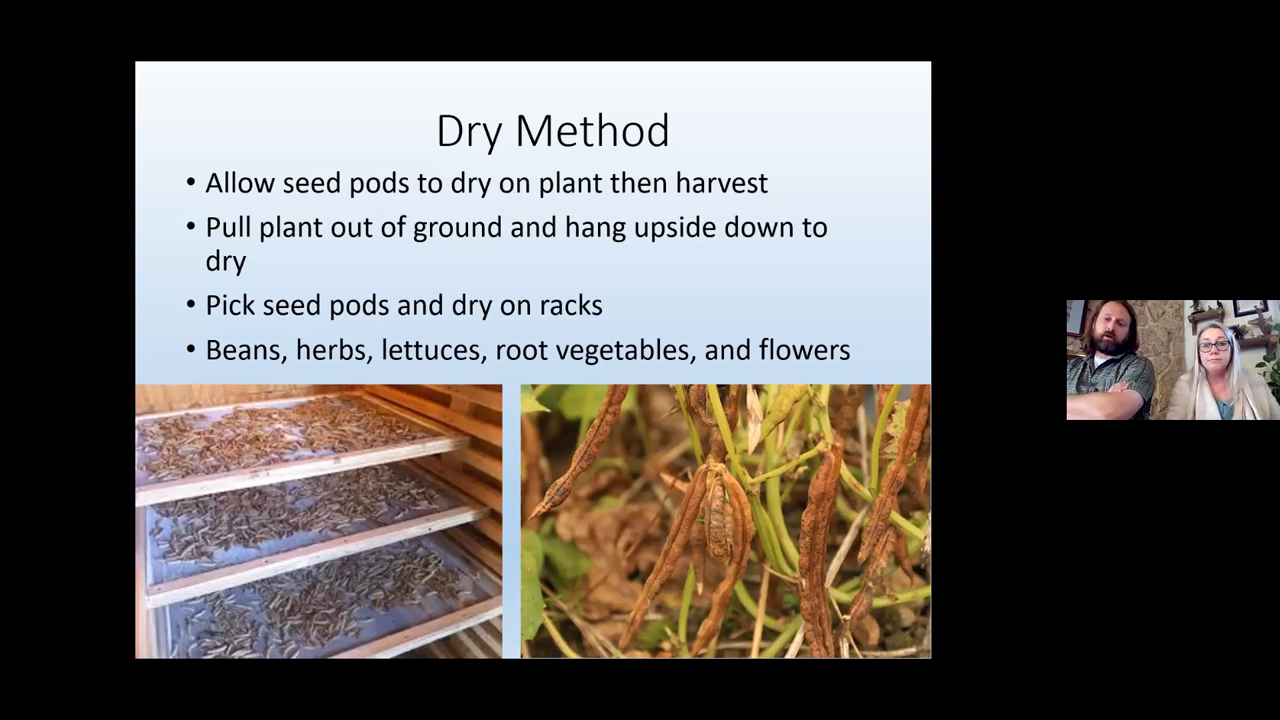 Dry Method
• Allow seed pods to dry on plant then harvest
• Pull plant out of ground and hang upside down to
dry
• Pick seed pods and dry on racks
• Beans, herbs, lettuces, root vegetables, and flowers